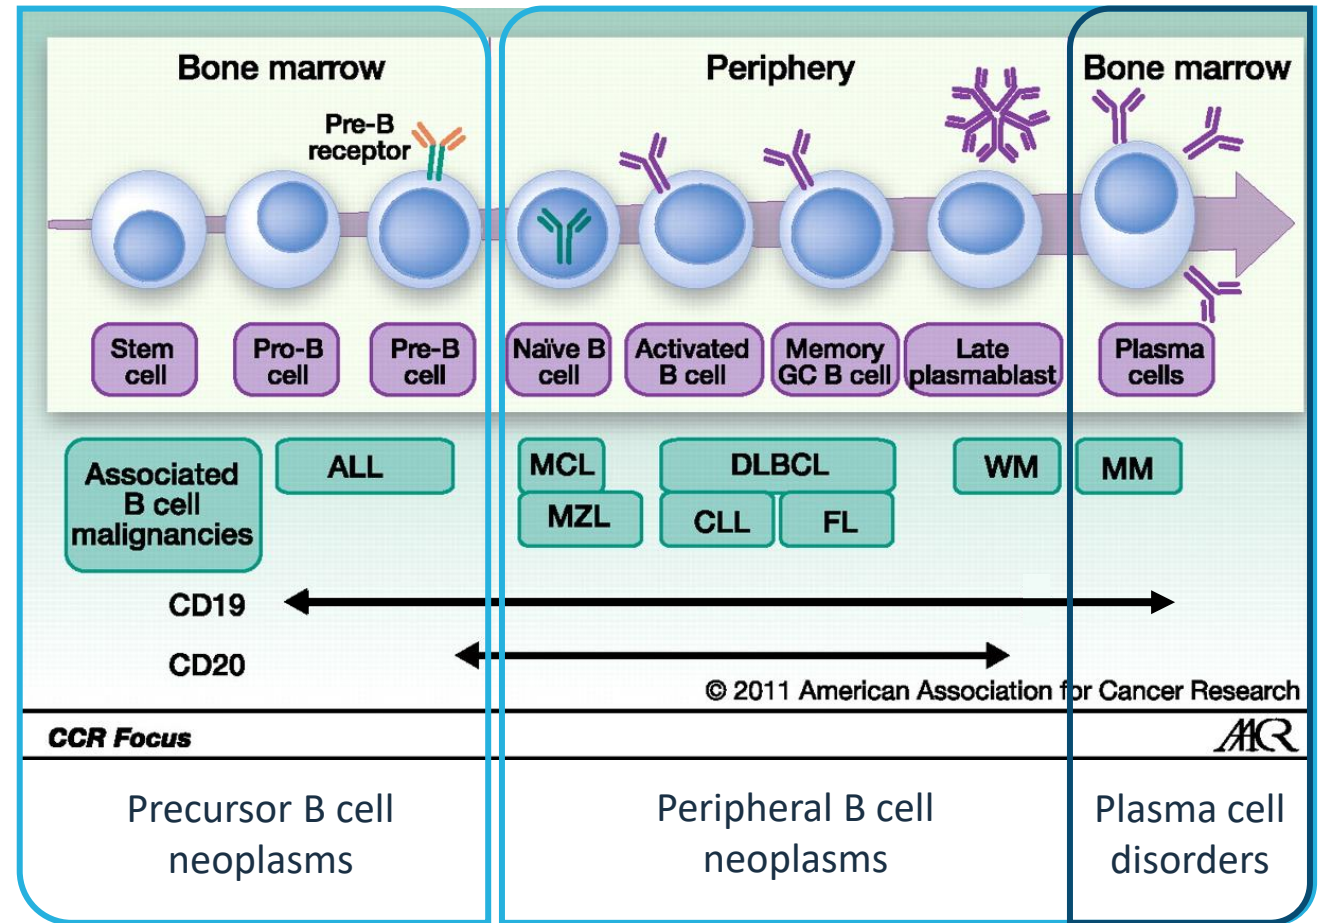 Bone marrow
Periphery
Bone marrow
Pre-B
receptor
Stem
cell
Pro-B
cell
Pre-B
cell
Naïve B
cell
Activated
B cell
Memory
GC B cell
Late
plasmablast
Plasma
cells
Associated
B cell
malignancies
ALL
MCL
MZL
DLBCL
CLL
FL
WM
MM
CD19
CD20
© 2011 American Association for Cancer Research
CCR Focus
AACR
Precursor B cell
neoplasms
Peripheral B cell
neoplasms
Plasma cell
disorders